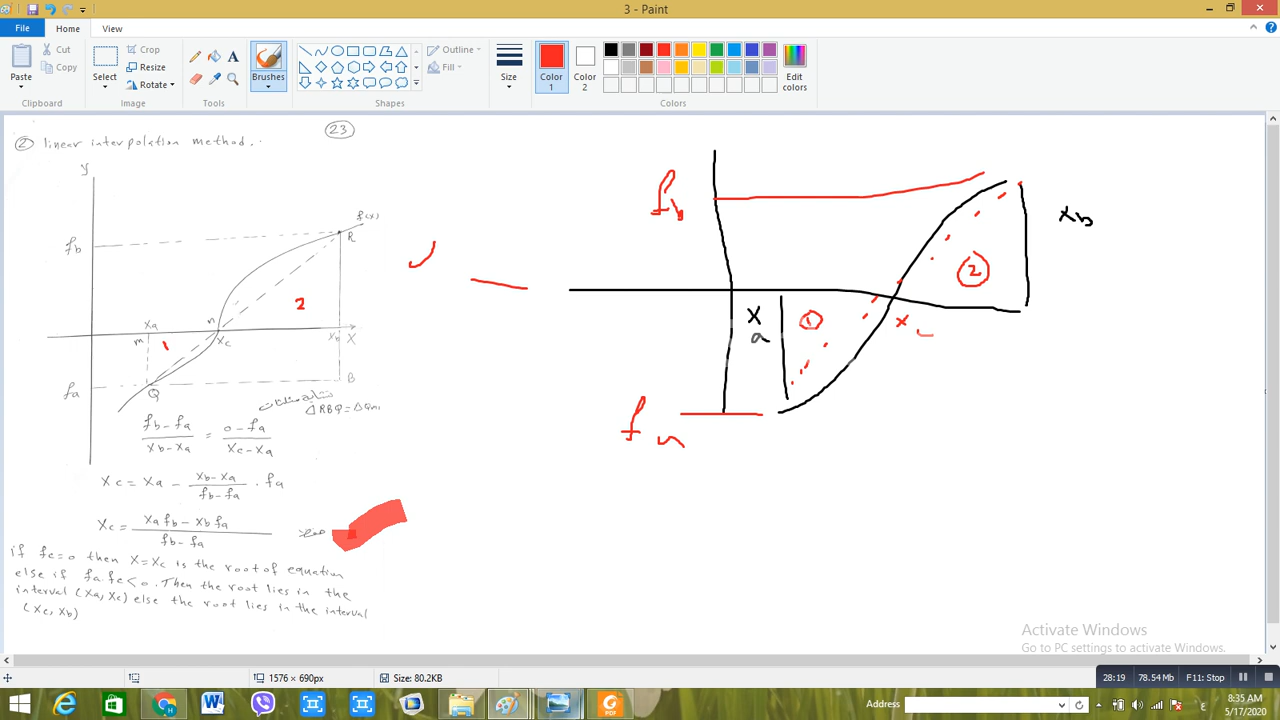 3 - Paint
File
Home
View
Paste
Cut
Copy
Clipboard
Select
Crop
Resize
Rotate
Image
A
Tools
Brushes
Outline
Fill
Shapes
Size
Color 1
Color 2
Edit colors
Colors
② linear interpolation method..
23
y
f(x)
fb
R
2
Xa
n
m
1
Xc
Xb
X
fa
Q
B
△RBQ = △Qmn
fb - fa
Xb - Xa
=
0 - fa
Xc - Xa
Xc = Xa - Xb - Xa / fb - fa . fa
Xc = Xa fb - Xb fa / fb - fa
if fc=0 then X=Xc is the root of equation
else if fa.fc<0. Then the root lies in the
interval (Xa, Xc) else the root lies in the interval
(Xc, Xb)
fb
Xb
②
X
a
①
x
f
Activate Windows
Go to PC settings to activate Windows.
1576 × 690px
Size: 80.2KB
28:19
78.54 Mb
F11: Stop
Address
8:35 AM
5/17/2020